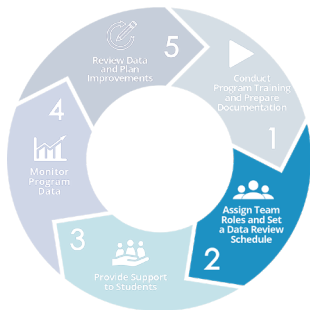 5
Review Data
and Plan
Improvements
Conduct
Program Training
and Prepare
Documentation
1
Assign Team
Roles and Set
a Data Review
Schedule
2
3
Provide Support
to Students
4
Monitor
Program
Data